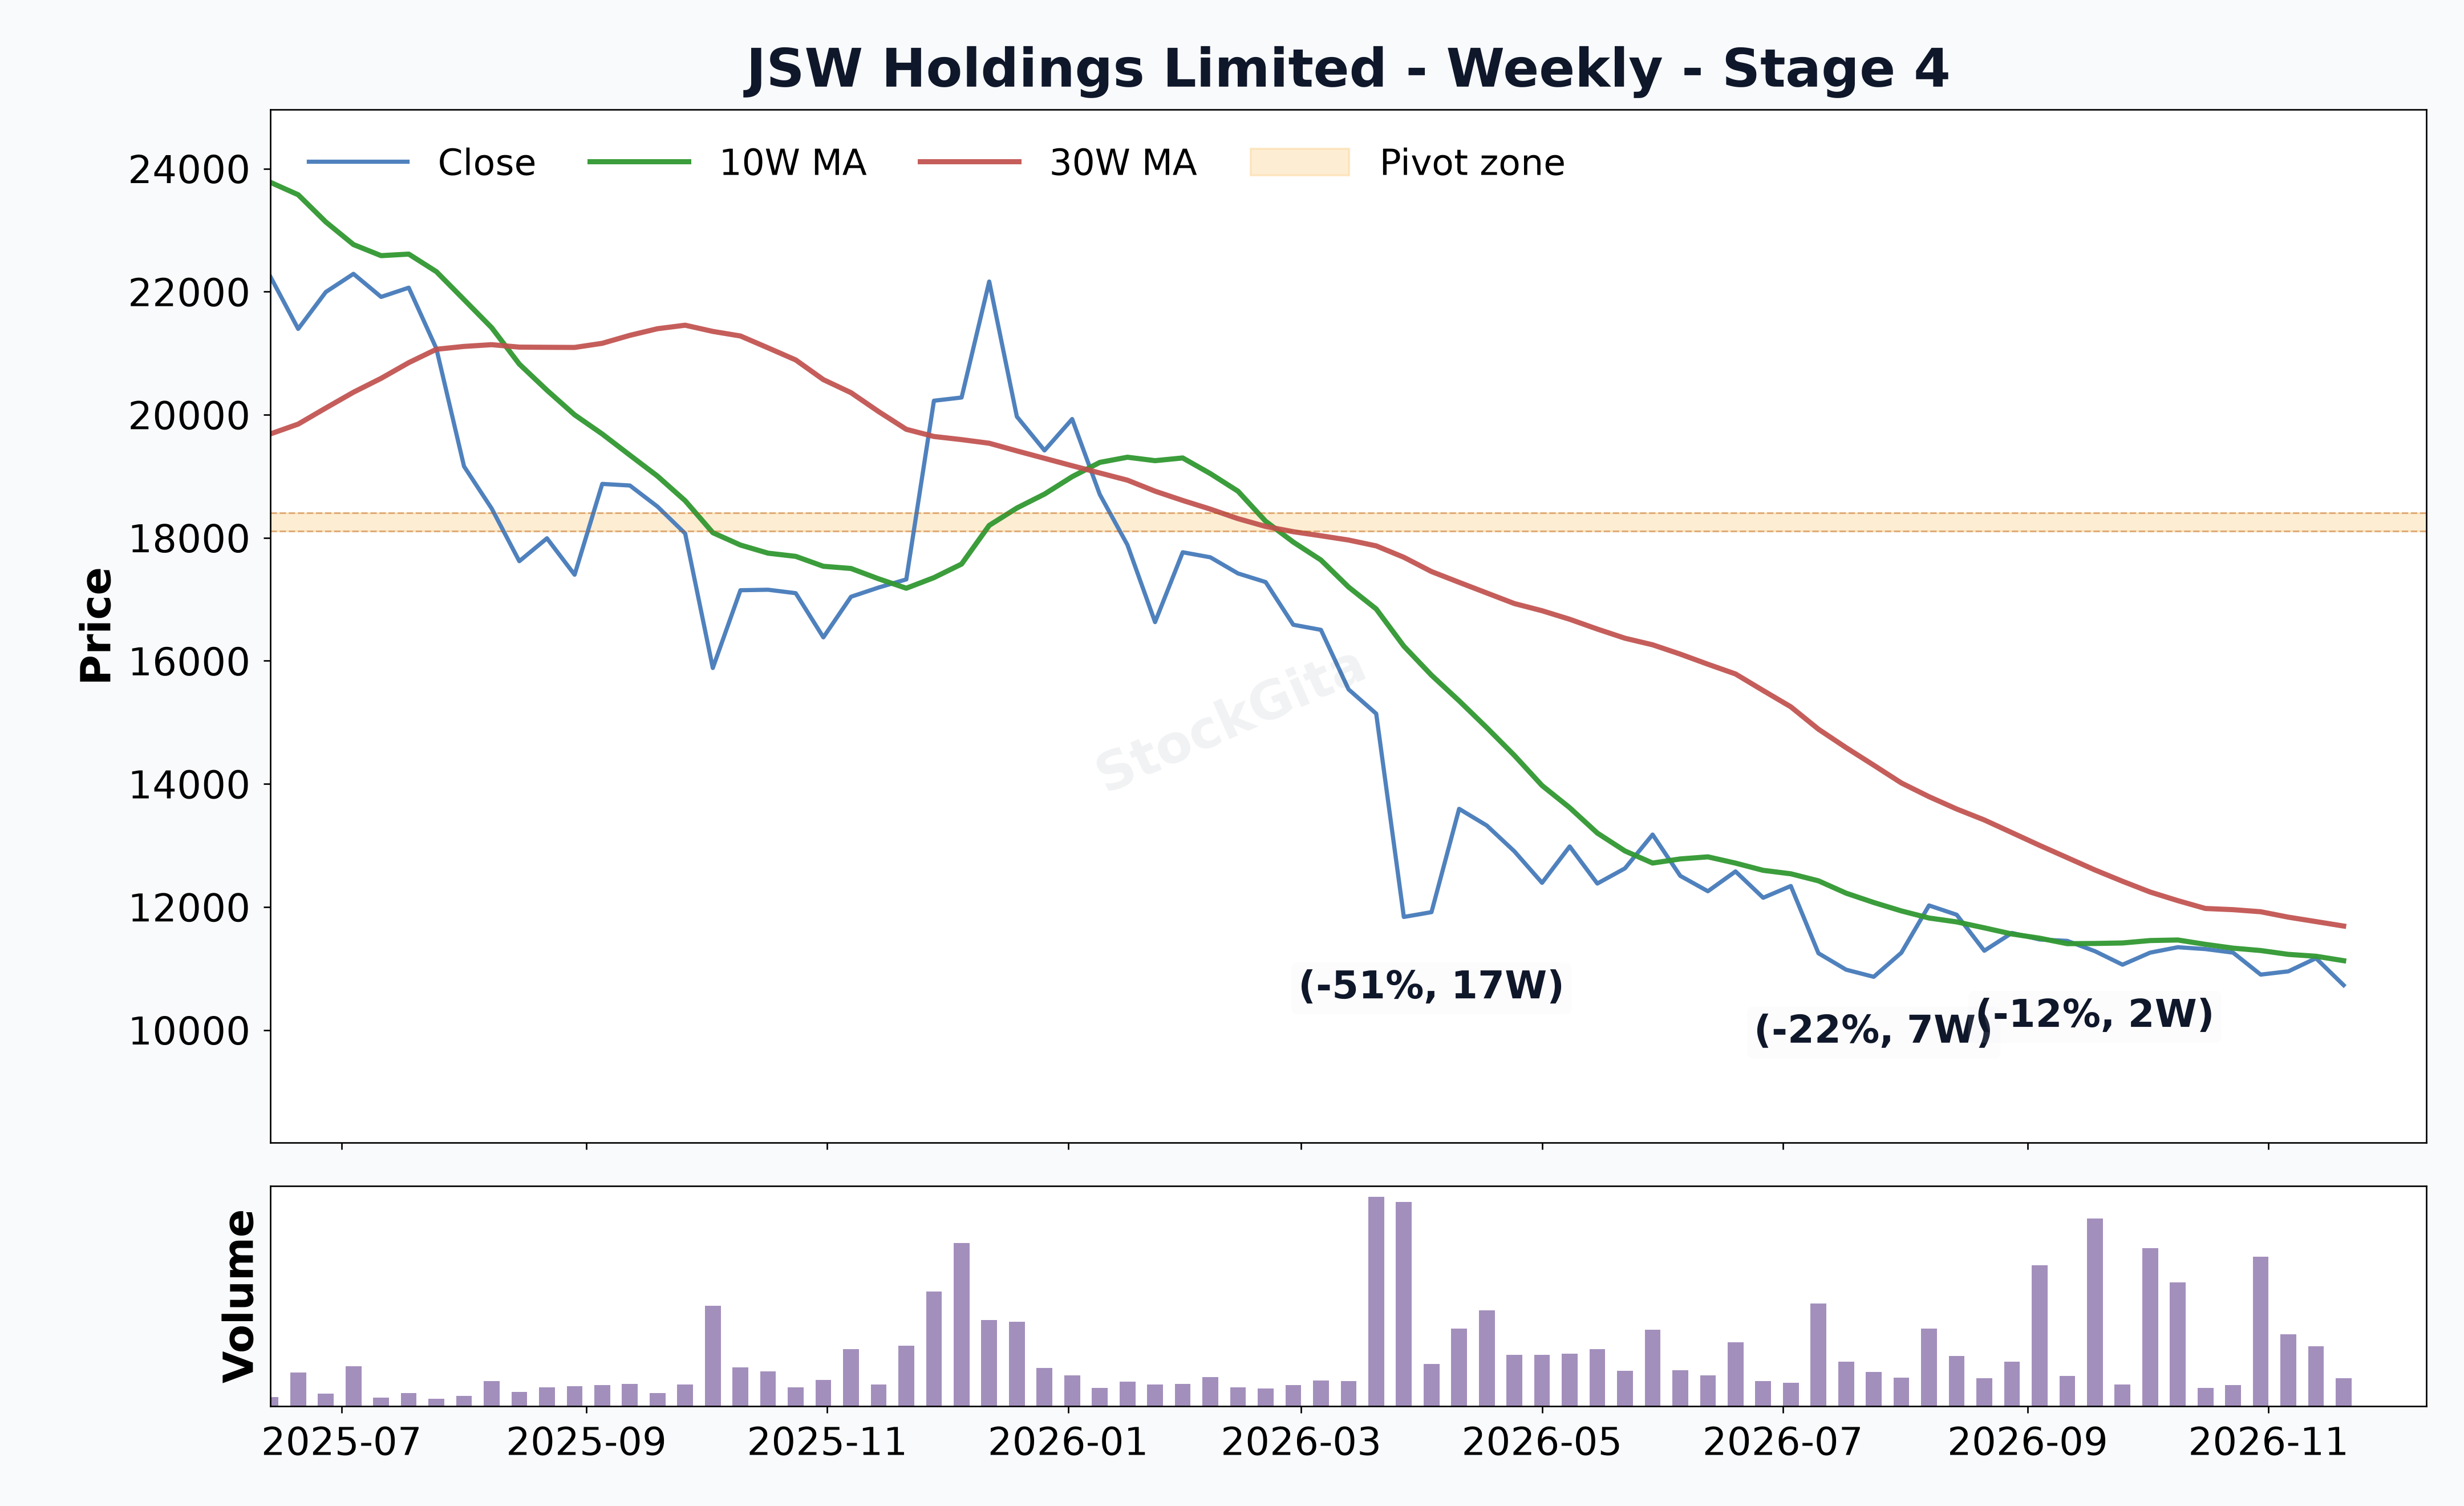 JSW Holdings Limited - Weekly - Stage 4
Close 10W MA 30W MA Pivot zone
24000
22000
20000
18000
16000
14000
12000
10000
Price
StockGita
(-51%, 17W)
(-22%, 7W)
(-12%, 2W)
Volume
2025-07 2025-09 2025-11 2026-01 2026-03 2026-05 2026-07 2026-09 2026-11